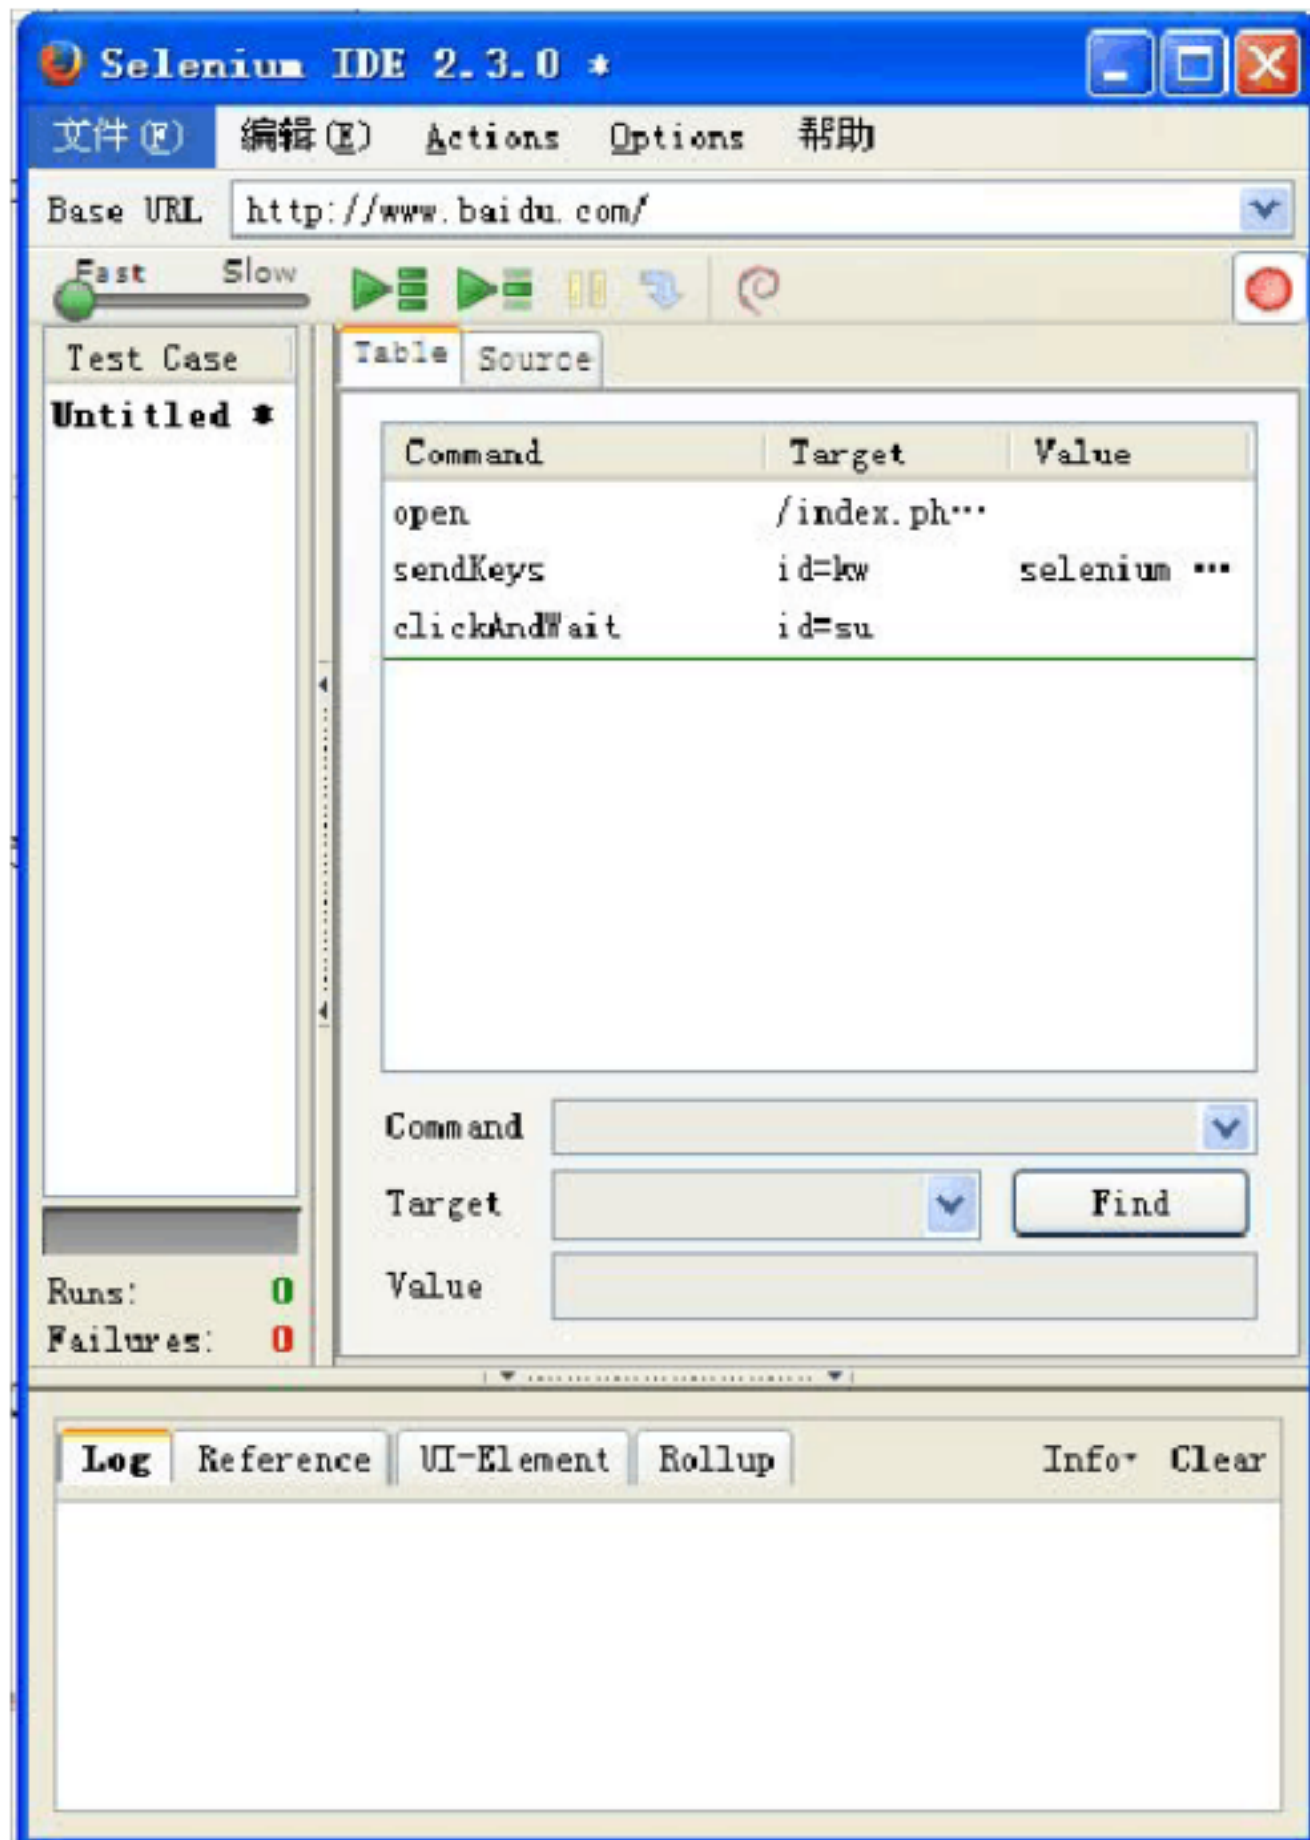 Selenium IDE 2.3.0 *
文件(F) 编辑(E) Actions Options 帮助
Base URL http://www.baidu.com/
Fast Slow
Test Case
Untitled *
Table Source
Command Target Value
open /index.ph…
sendKeys id=kw selenium …
clickAndWait id=su
Command
Target Find
Value
Runs: 0
Failures: 0
Log Reference UI-Element Rollup Info Clear